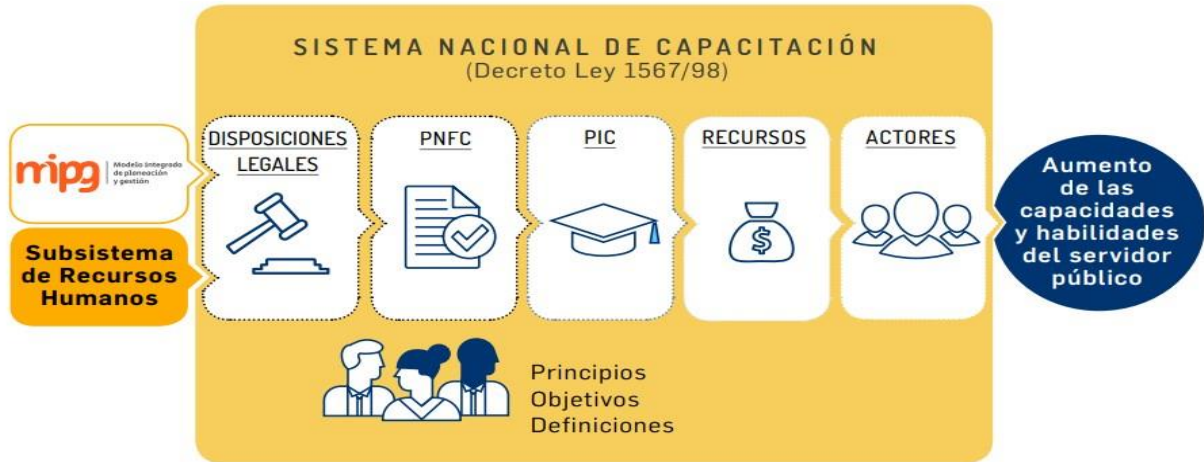 SISTEMA NACIONAL DE CAPACITACIÓN
(Decreto Ley 1567/98)
mipg
Modelo Integrado
de planeación
y gestión
Subsistema
de Recursos
Humanos
DISPOSICIONES
LEGALES
PNFC
PIC
RECURSOS
$
ACTORES
Aumento
de las
capacidades
y habilidades
del servidor
público
Principios
Objetivos
Definiciones